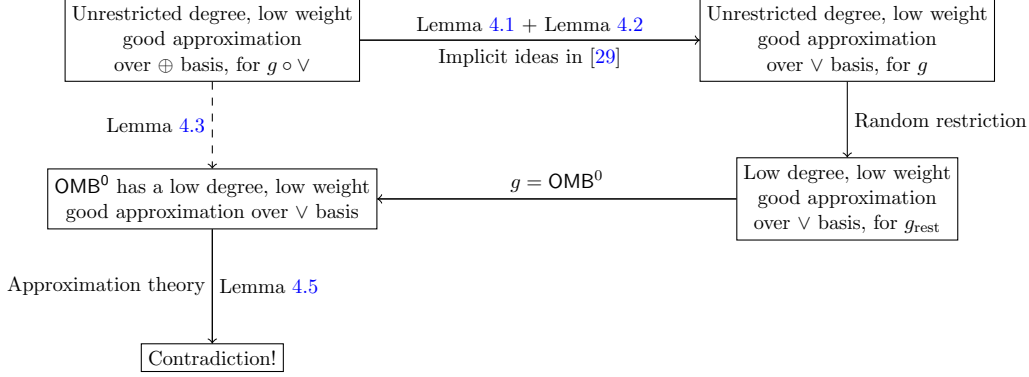 Unrestricted degree, low weight
good approximation
over ⊕ basis, for g ∘ ∨
Lemma 4.1 + Lemma 4.2
Implicit ideas in [29]
Unrestricted degree, low weight
good approximation
over ∨ basis, for g
Lemma 4.3
Random restriction
OMB⁰ has a low degree, low weight
good approximation over ∨ basis
g = OMB⁰
Low degree, low weight
good approximation
over ∨ basis, for g_rest
Approximation theory
Lemma 4.5
Contradiction!